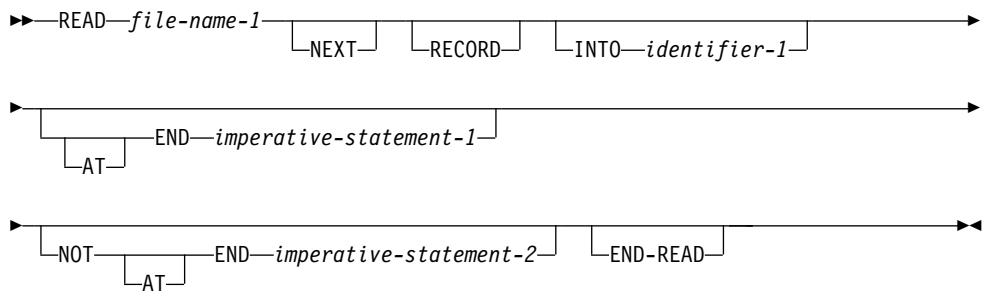 READ file-name-1
NEXT RECORD INTO identifier-1
END imperative-statement-1
AT
NOT END imperative-statement-2 END-READ
AT